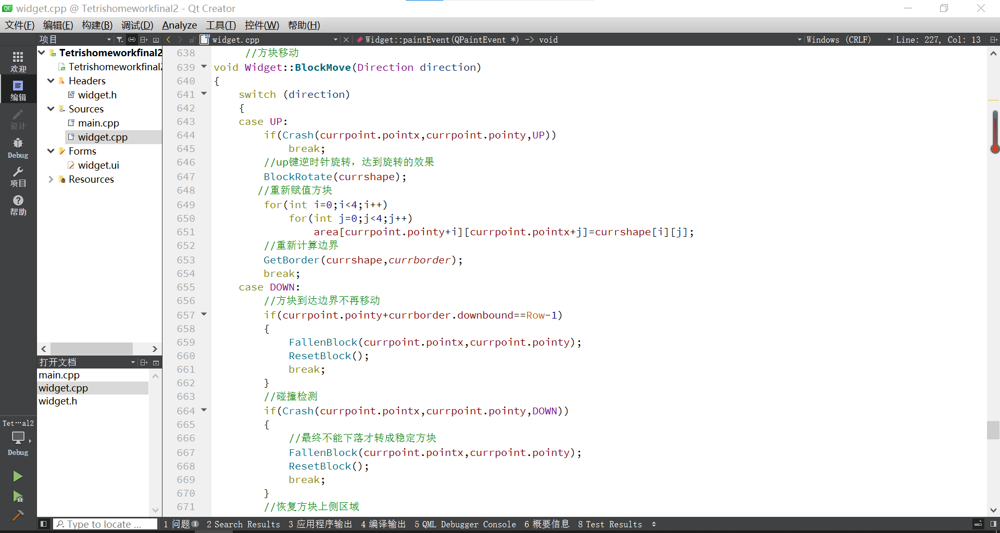 widget.cpp @ Tetrishomeworkfinal2 - Qt Creator
文件(F) 编辑(E) 构建(B) 调试(D) Analyze 工具(T) 控件(W) 帮助(H)
项目
widget.cpp
Widget::paintEvent(QPaintEvent *) -> void
Windows (CRLF)
Line: 227, Col: 13
欢迎
编辑
设计
Debug
项目
帮助
Tetrishomeworkfinal2
Tetrishomeworkfinal2
Headers
widget.h
Sources
main.cpp
widget.cpp
Forms
widget.ui
Resources
打开文档
main.cpp
widget.cpp
widget.h
Tet…al2
Debug
638 //方块移动
639 void Widget::BlockMove(Direction direction)
640 {
641 switch (direction)
642 {
643 case UP:
644 if(Crash(currpoint.pointx,currpoint.pointy,UP))
645 break;
646 //up键逆时针旋转，达到旋转的效果
647 BlockRotate(currshape);
648 //重新赋值方块
649 for(int i=0;i<4;i++)
650 for(int j=0;j<4;j++)
651 area[currpoint.pointy+i][currpoint.pointx+j]=currshape[i][j];
652 //重新计算边界
653 GetBorder(currshape,currborder);
654 break;
655 case DOWN:
656 //方块到达边界不再移动
657 if(currpoint.pointy+currborder.downbound==Row-1)
658 {
659 FallenBlock(currpoint.pointx,currpoint.pointy);
660 ResetBlock();
661 break;
662 }
663 //碰撞检测
664 if(Crash(currpoint.pointx,currpoint.pointy,DOWN))
665 {
666 //最终不能下落才转成稳定方块
667 FallenBlock(currpoint.pointx,currpoint.pointy);
668 ResetBlock();
669 break;
670 }
671 //恢复方块上侧区域
Type to locate ...
1 问题 1 2 Search Results 3 应用程序输出 4 编译输出 5 QML Debugger Console 6 概要信息 8 Test Results